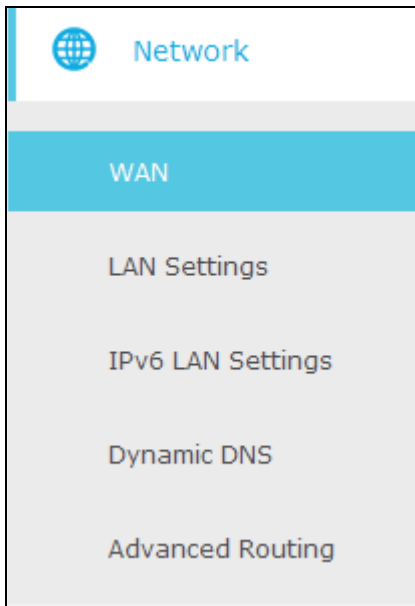 Network
WAN
LAN Settings
IPv6 LAN Settings
Dynamic DNS
Advanced Routing